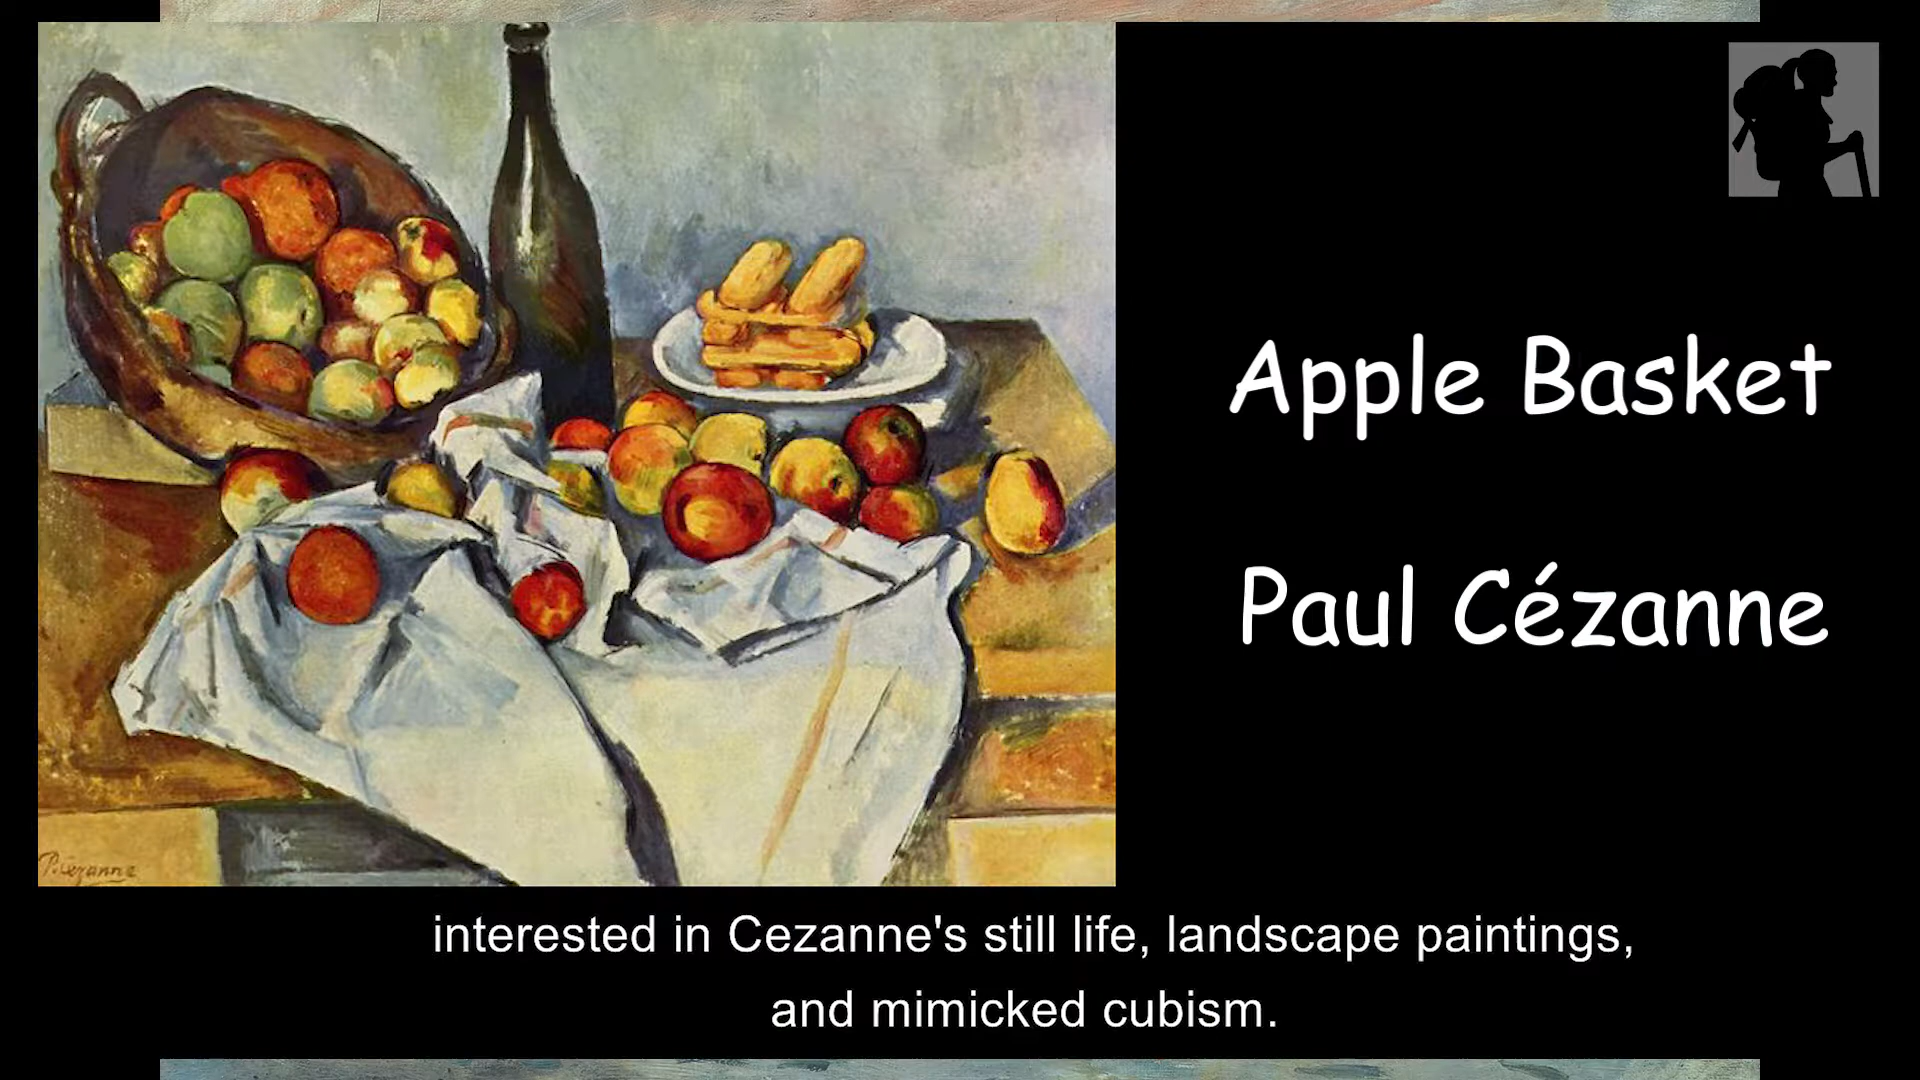 Apple Basket
Paul Cézanne
P. Cezanne
interested in Cezanne's still life, landscape paintings,
and mimicked cubism.